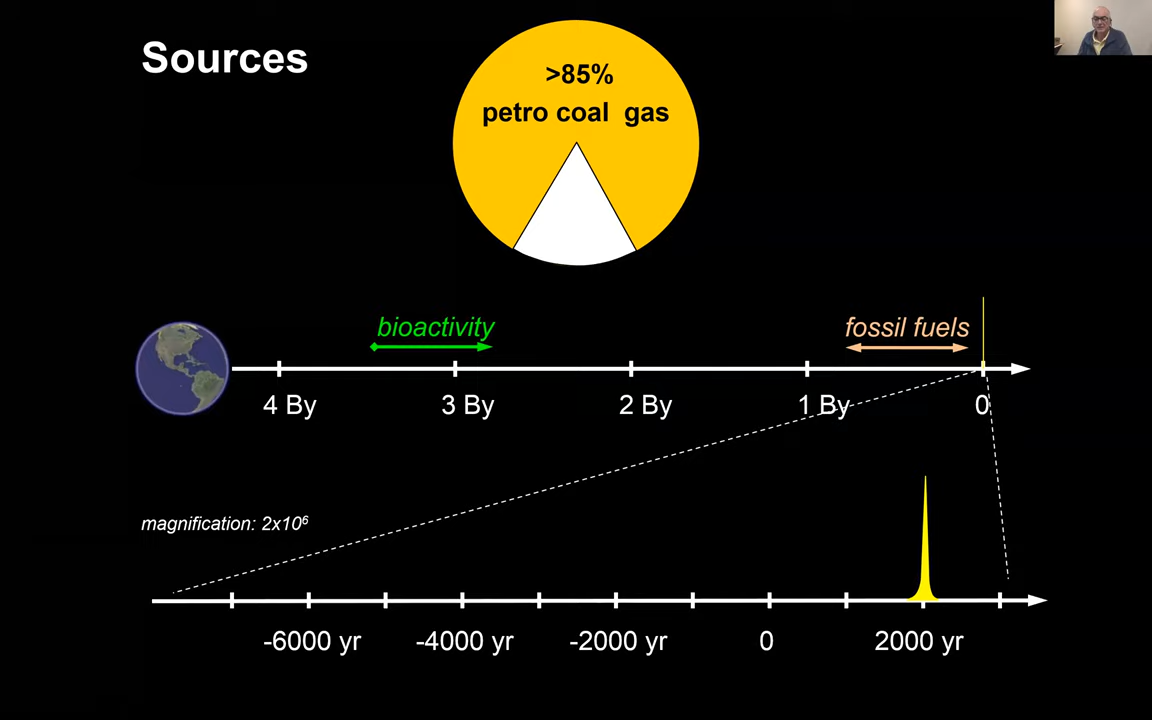 Sources
>85%
petro coal gas
bioactivity
fossil fuels
4 By
3 By
2 By
1 By
0
magnification: 2x10⁶
-6000 yr
-4000 yr
-2000 yr
0
2000 yr